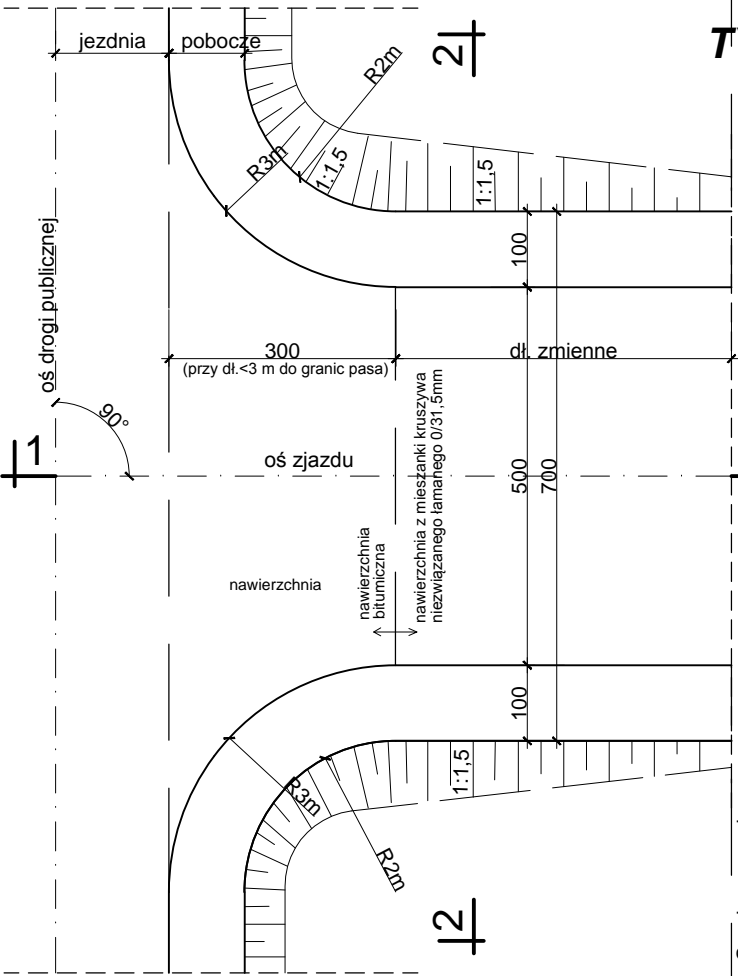 jezdnia
pobocze
2
T
R2m
R3m
1:1,5
1:1,5
oś drogi publicznej
100
300
(przy dł.<3 m do granic pasa)
dł. zmienne
90°
1
oś zjazdu
500
700
nawierzchnia z mieszanki kruszywa
niezwiązanego łamanego 0/31,5mm
nawierzchnia
bitumiczna
nawierzchnia
100
1:1,5
R3m
R2m
2